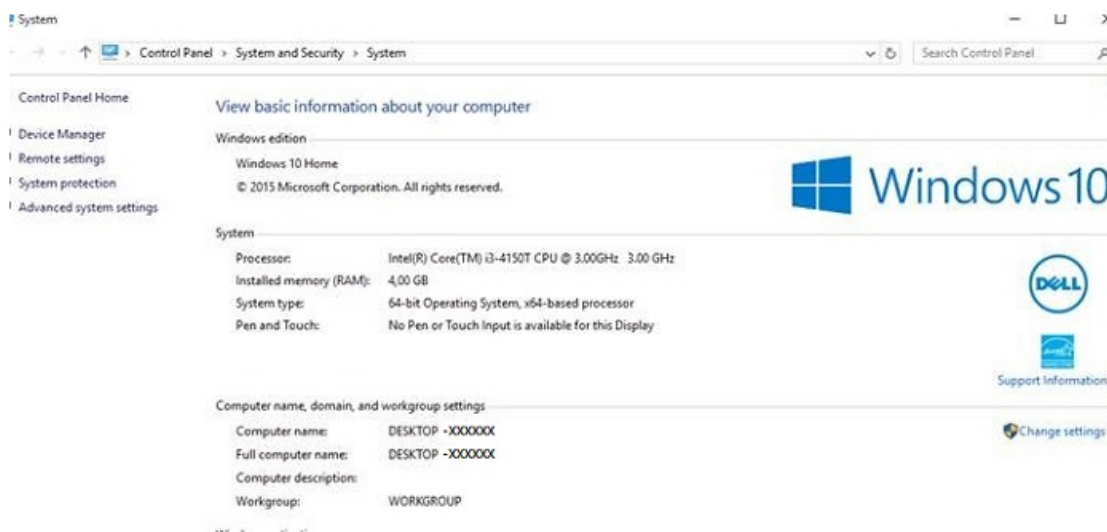 System
Control Panel > System and Security > System
Search Control Panel
Control Panel Home
Device Manager
Remote settings
System protection
Advanced system settings
View basic information about your computer
Windows edition
Windows 10 Home
© 2015 Microsoft Corporation. All rights reserved.
Windows 10
System
Processor: Intel(R) Core(TM) i3-4150T CPU @ 3.00GHz 3.00 GHz
Installed memory (RAM): 4,00 GB
System type: 64-bit Operating System, x64-based processor
Pen and Touch: No Pen or Touch Input is available for this Display
DELL
Support Information
Computer name, domain, and workgroup settings
Computer name: DESKTOP -XXXXXX
Change settings
Full computer name: DESKTOP -XXXXXX
Computer description:
Workgroup: WORKGROUP